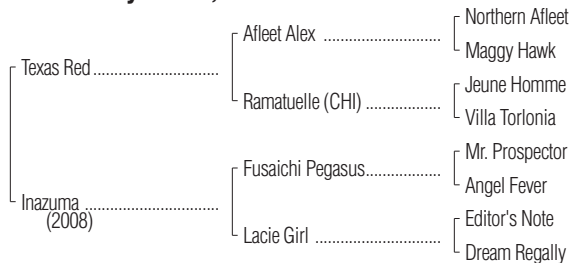 Northern Afleet
Afleet Alex ........................
Maggy Hawk
Texas Red ..........................
Jeune Homme
Ramatuelle (CHI) ...............
Villa Torlonia
Mr. Prospector
Fusaichi Pegasus...............
Angel Fever
Inazuma ............................
(2008)
Editor's Note
Lacie Girl ..........................
Dream Regally